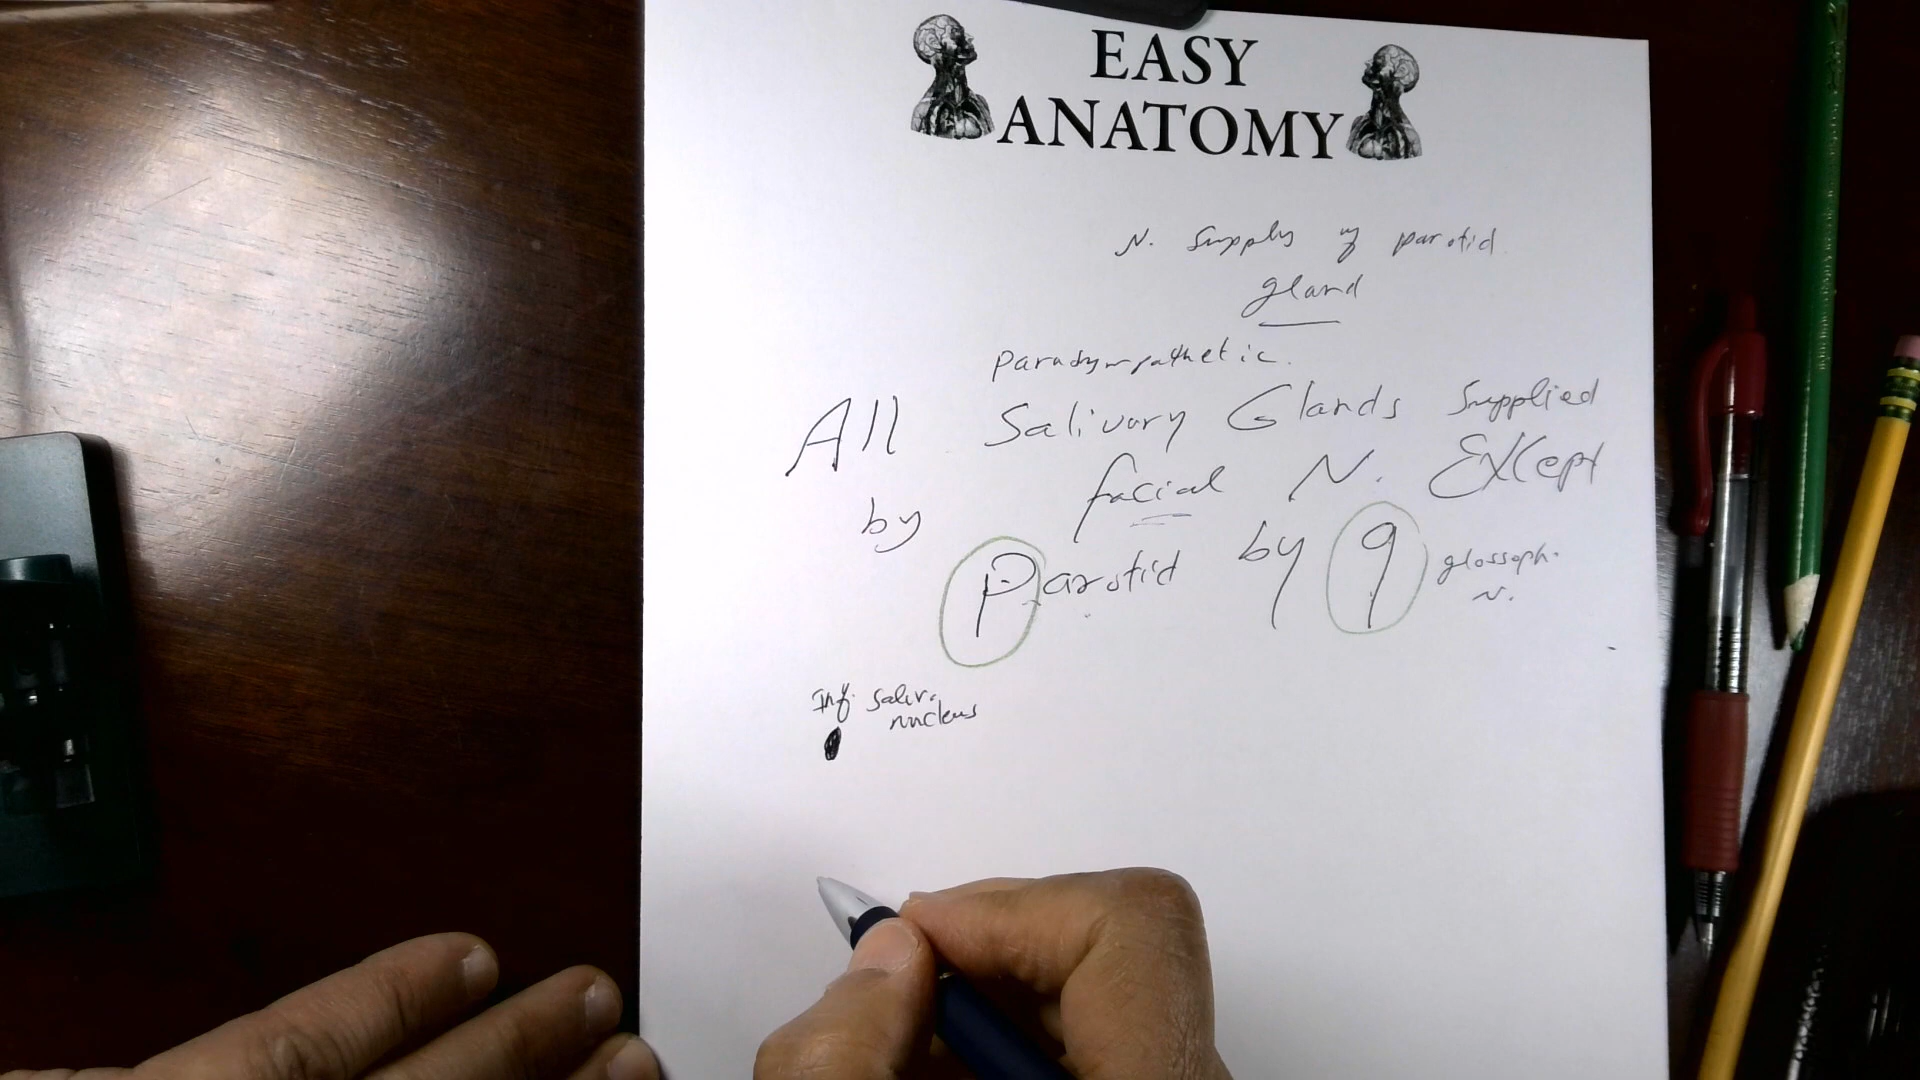 EASY
ANATOMY
N. Supply of parotid
gland
parasympathetic.
All Salivary Glands Supplied
by facial N. Except
Parotid by 9 glossoph.
N.
Inf. saliv.
nucleus